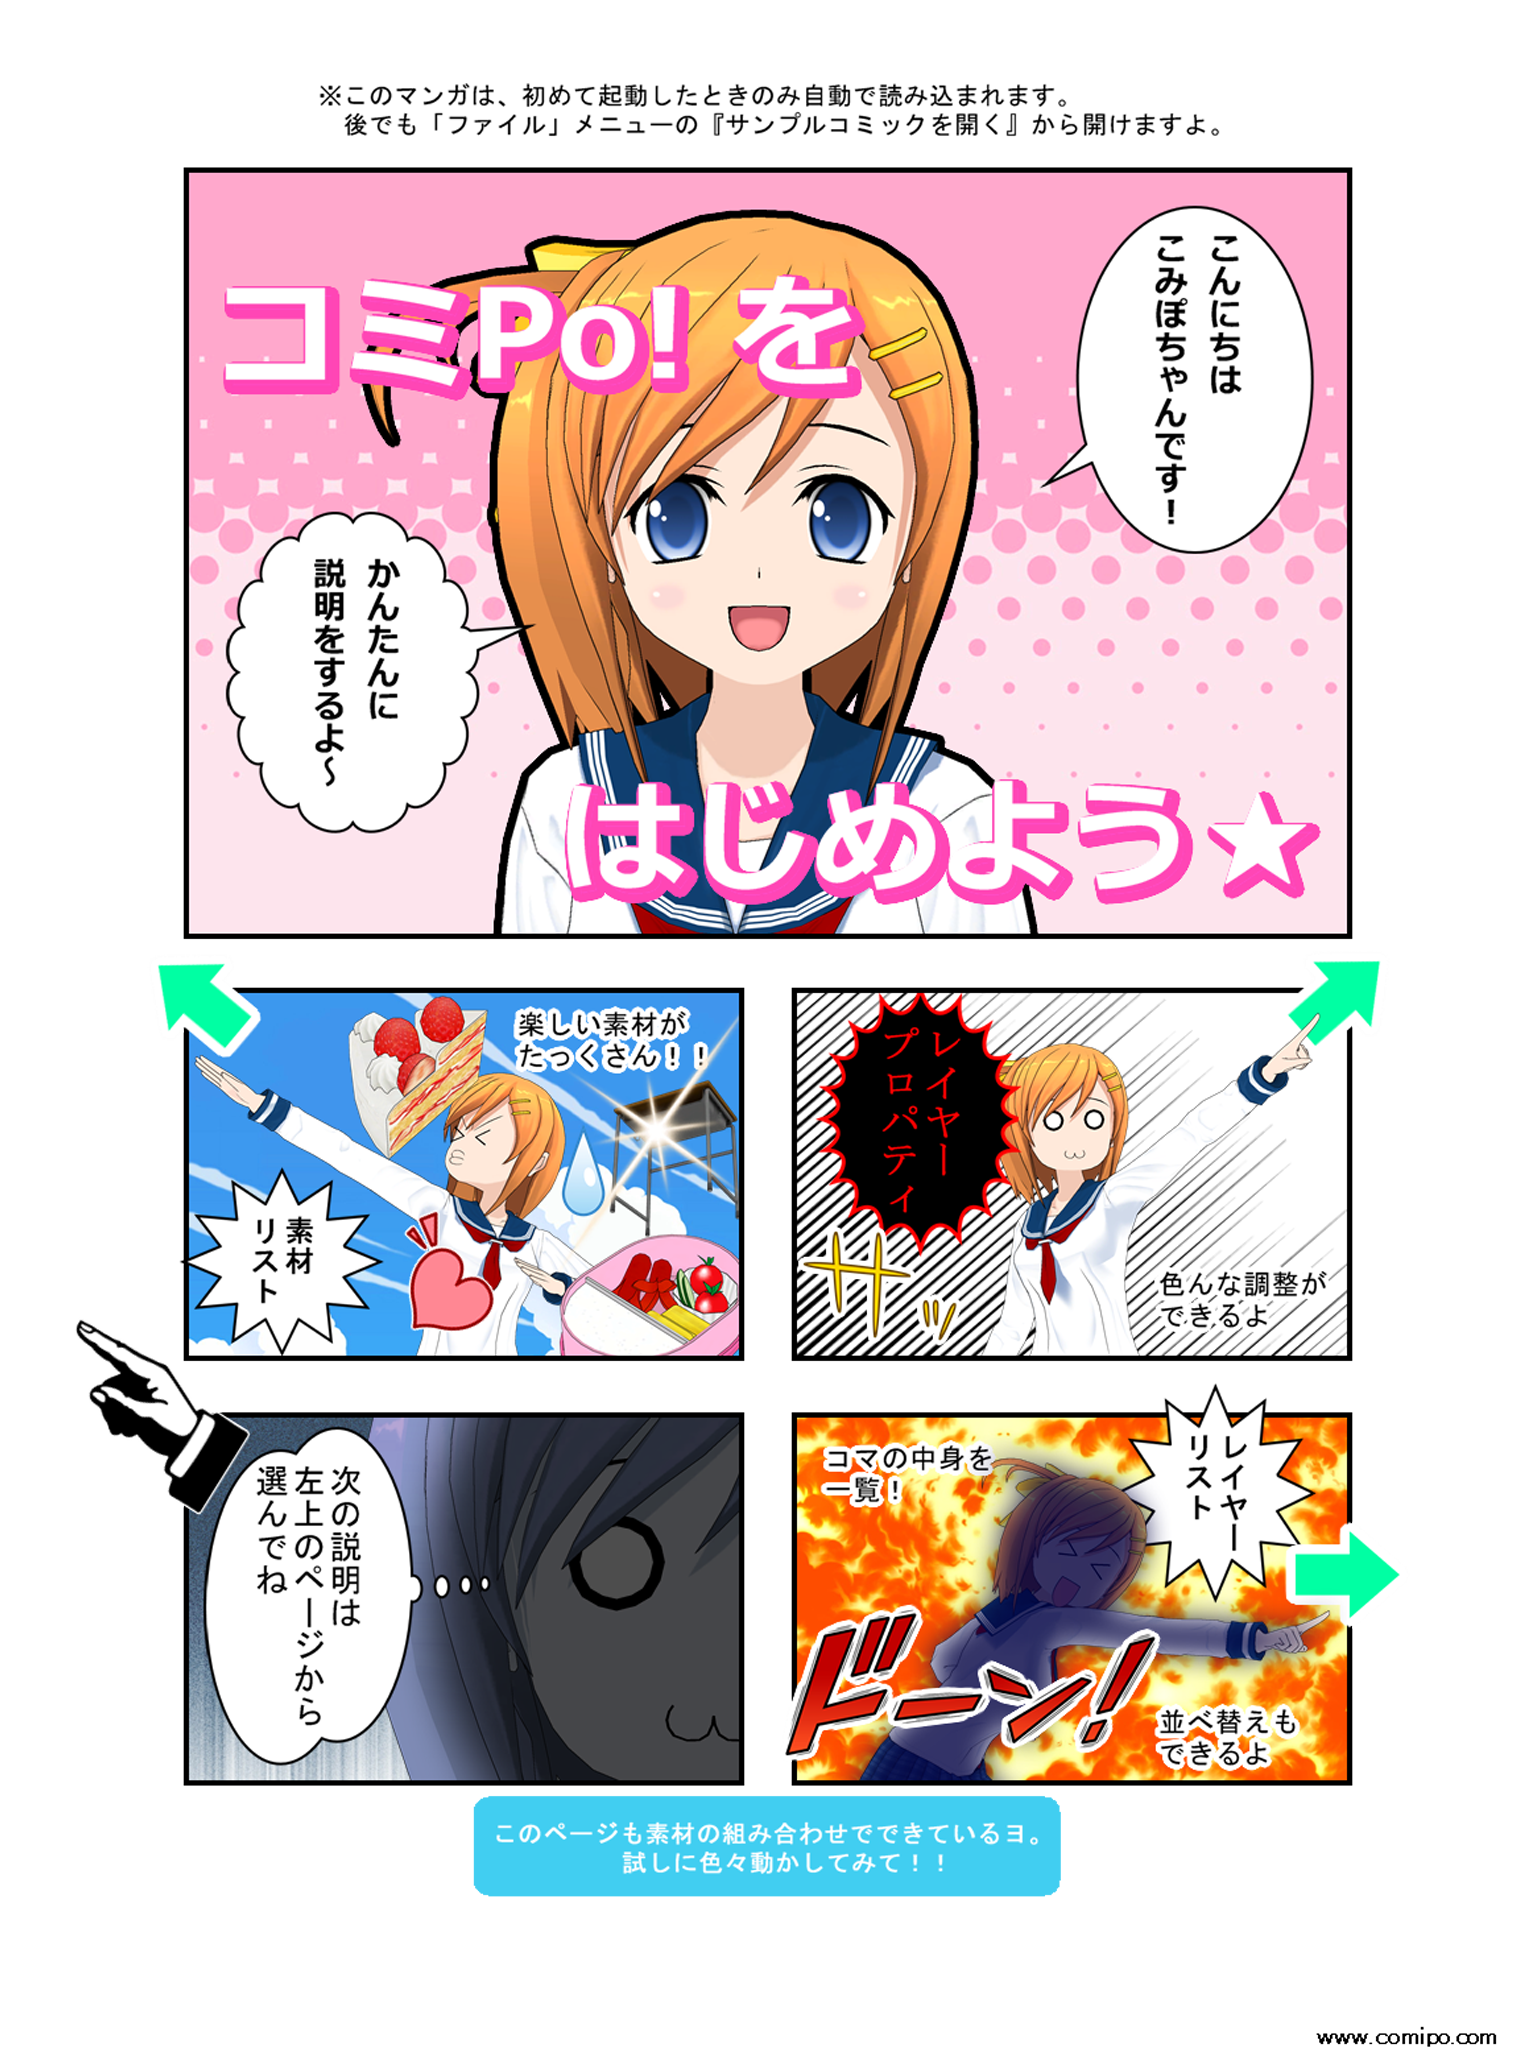 ※このマンガは、初めて起動したときのみ自動で読み込まれます。
後でも「ファイル」メニューの『サンプルコミックを開く』から開けますよ。
こんにちは
こみぽちゃんです!
コミPo!を
かんたんに
説明をするよ~
はじめよう★
レイヤー
プロパティ
色んな調整が
できるよ
サ
ッ
楽しい素材が
たっくさん!!
素材
リスト
レイヤー
リスト
コマの中身を
一覧!
ドーン!
並べ替えも
できるよ
次の説明は
左上のページから
選んでね
このページも素材の組み合わせでできているヨ。
試しに色々動かしてみて!!
www.comipo.com